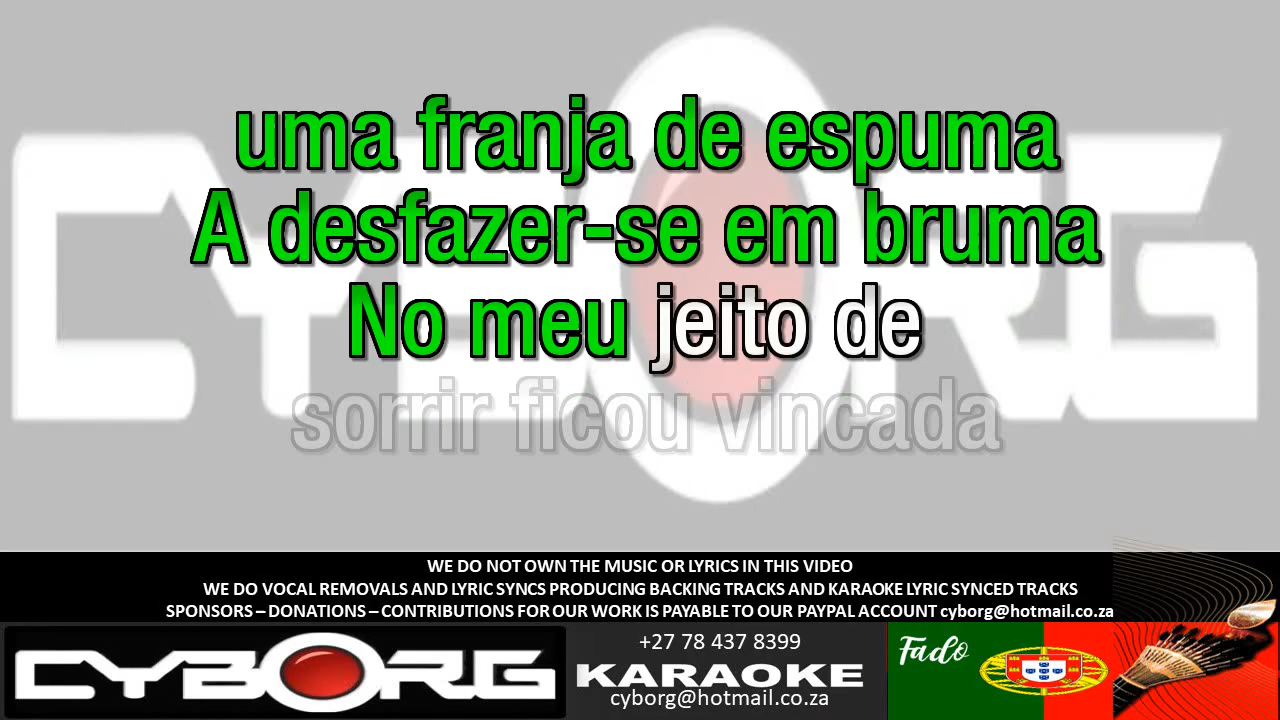 uma franja de espuma
A desfazer-se em bruma
No meu jeito de
sorrir ficou vincada
CYBORG
WE DO NOT OWN THE MUSIC OR LYRICS IN THIS VIDEO
WE DO VOCAL REMOVALS AND LYRIC SYNCS PRODUCING BACKING TRACKS AND KARAOKE LYRIC SYNCED TRACKS
SPONSORS – DONATIONS – CONTRIBUTIONS FOR OUR WORK IS PAYABLE TO OUR PAYPAL ACCOUNT cyborg@hotmail.co.za
CYBORG
+27 78 437 8399
KARAOKE
cyborg@hotmail.co.za
Fado